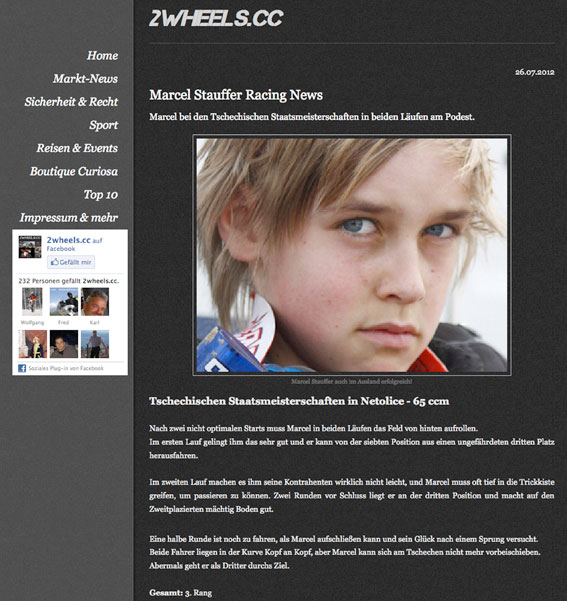 2WHEELS.CC
Home
Markt-News
Sicherheit & Recht
Sport
Reisen & Events
Boutique Curiosa
Top 10
Impressum & mehr
2wheels.cc auf
Facebook
Gefällt mir
232 Personen gefällt 2wheels.cc.
Wolfgang Fred Karl
Soziales Plug-in von Facebook
26.07.2012
Marcel Stauffer Racing News
Marcel bei den Tschechischen Staatsmeisterschaften in beiden Läufen am Podest.
Marcel Stauffer auch im Ausland erfolgreich!
Tschechischen Staatsmeisterschaften in Netolice - 65 ccm
Nach zwei nicht optimalen Starts muss Marcel in beiden Läufen das Feld von hinten aufrollen.
Im ersten Lauf gelingt ihm das sehr gut und er kann von der siebten Position aus einen ungefährdeten dritten Platz
herausfahren.
Im zweiten Lauf machen es ihm seine Kontrahenten wirklich nicht leicht, und Marcel muss oft tief in die Trickkiste
greifen, um passieren zu können. Zwei Runden vor Schluss liegt er an der dritten Position und macht auf den
Zweitplazierten mächtig Boden gut.
Eine halbe Runde ist noch zu fahren, als Marcel aufschließen kann und sein Glück nach einem Sprung versucht.
Beide Fahrer liegen in der Kurve Kopf an Kopf, aber Marcel kann sich am Tschechen nicht mehr vorbeischieben.
Abermals geht er als Dritter durchs Ziel.
Gesamt: 3. Rang